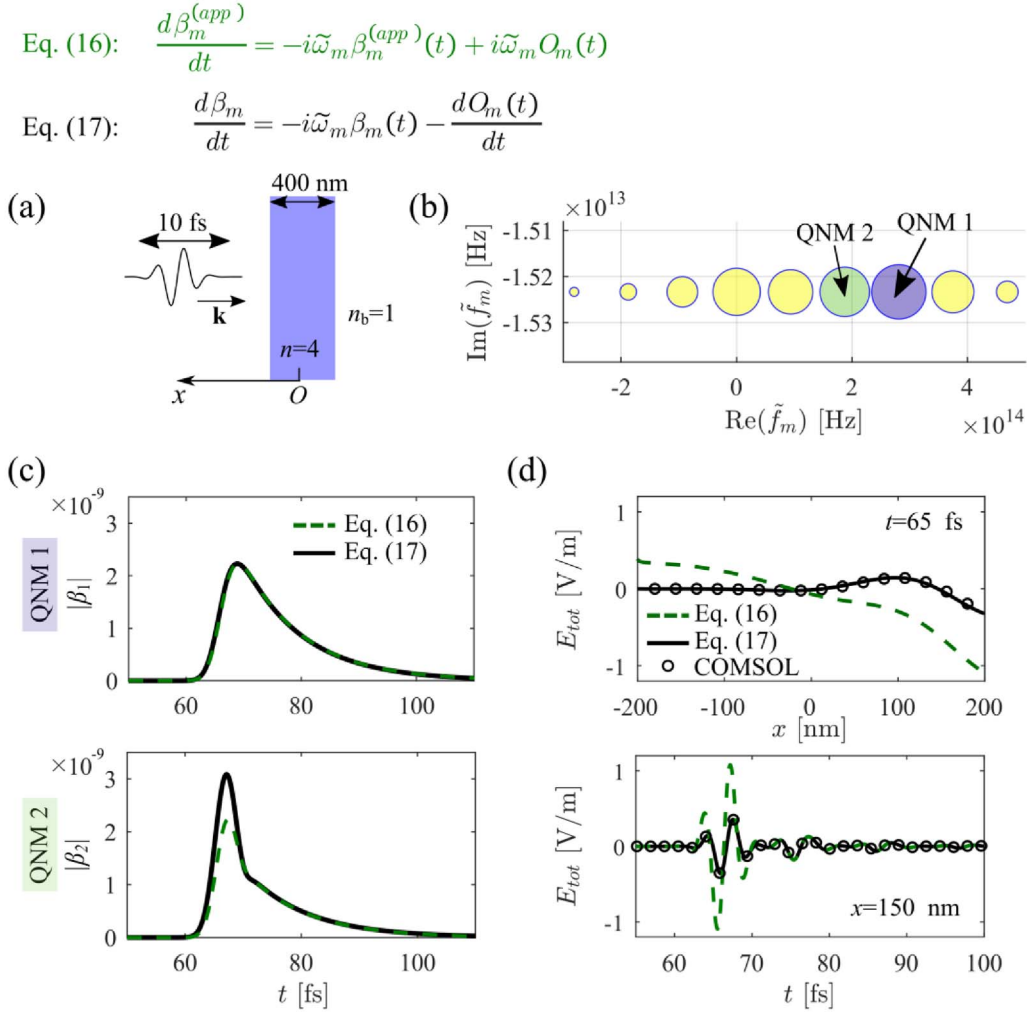 Eq. (16): dβ_m^(app)/dt = −iω̃_m β_m^(app)(t) + iω̃_m O_m(t)
Eq. (17): dβ_m/dt = −iω̃_m β_m(t) − dO_m(t)/dt
(a)
400 nm
10 fs
k
n_b=1
n=4
x
O
(b)
×10^13
QNM 2
QNM 1
-1.51
-1.52
-1.53
Im(f̃_m) [Hz]
-2 0 2 4
Re(f̃_m) [Hz]
×10^14
(c)
×10^-9
QNM 1
|β_1|
3
2
1
0
Eq. (16)
Eq. (17)
60 80 100
×10^-9
QNM 2
|β_2|
3
2
1
0
60 80 100
t [fs]
(d)
E_tot [V/m]
1
0
-1
t=65 fs
Eq. (16)
Eq. (17)
COMSOL
-200 -100 0 100 200
x [nm]
E_tot [V/m]
1
0
-1
x=150 nm
60 70 80 90 100
t [fs]